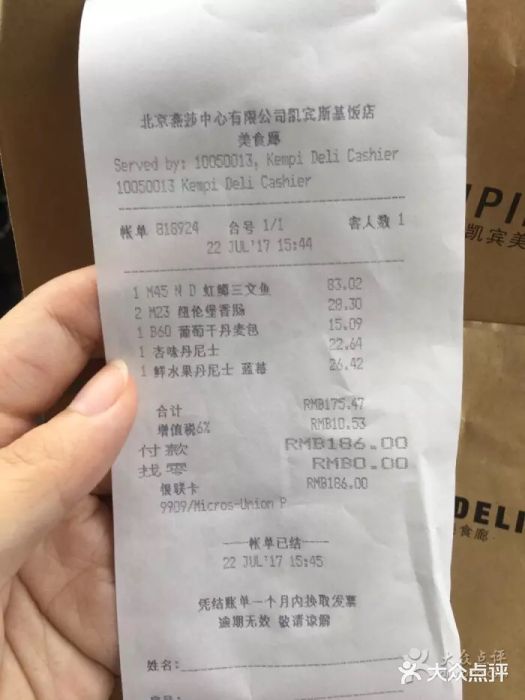 北京燕莎中心有限公司凯宾斯基饭店
美食廊
Served by: 10050013, Kempi Deli Cashier
10050013 Kempi Deli Cashier
帐单 818924 台号 1/1 客人数 1
22 JUL'17 15:44
1 M45 N D 虹鳟三文鱼 83.02
2 M23 纽伦堡香肠 28.30
1 B60 葡萄干丹麦包 15.09
1 杏味丹尼士 22.64
1 鲜水果丹尼士 蓝莓 26.42
合计 RMB175.47
增值税6% RMB10.53
付款 RMB186.00
找零 RMB0.00
银联卡 RMB186.00
9909/Micros-Union P
----帐单已结----
22 JUL'17 15:45
凭结账单一个月内换取发票
逾期无效 敬请谅解
姓名:
凯宾美
DELI
食廊
大众点评
大众点评